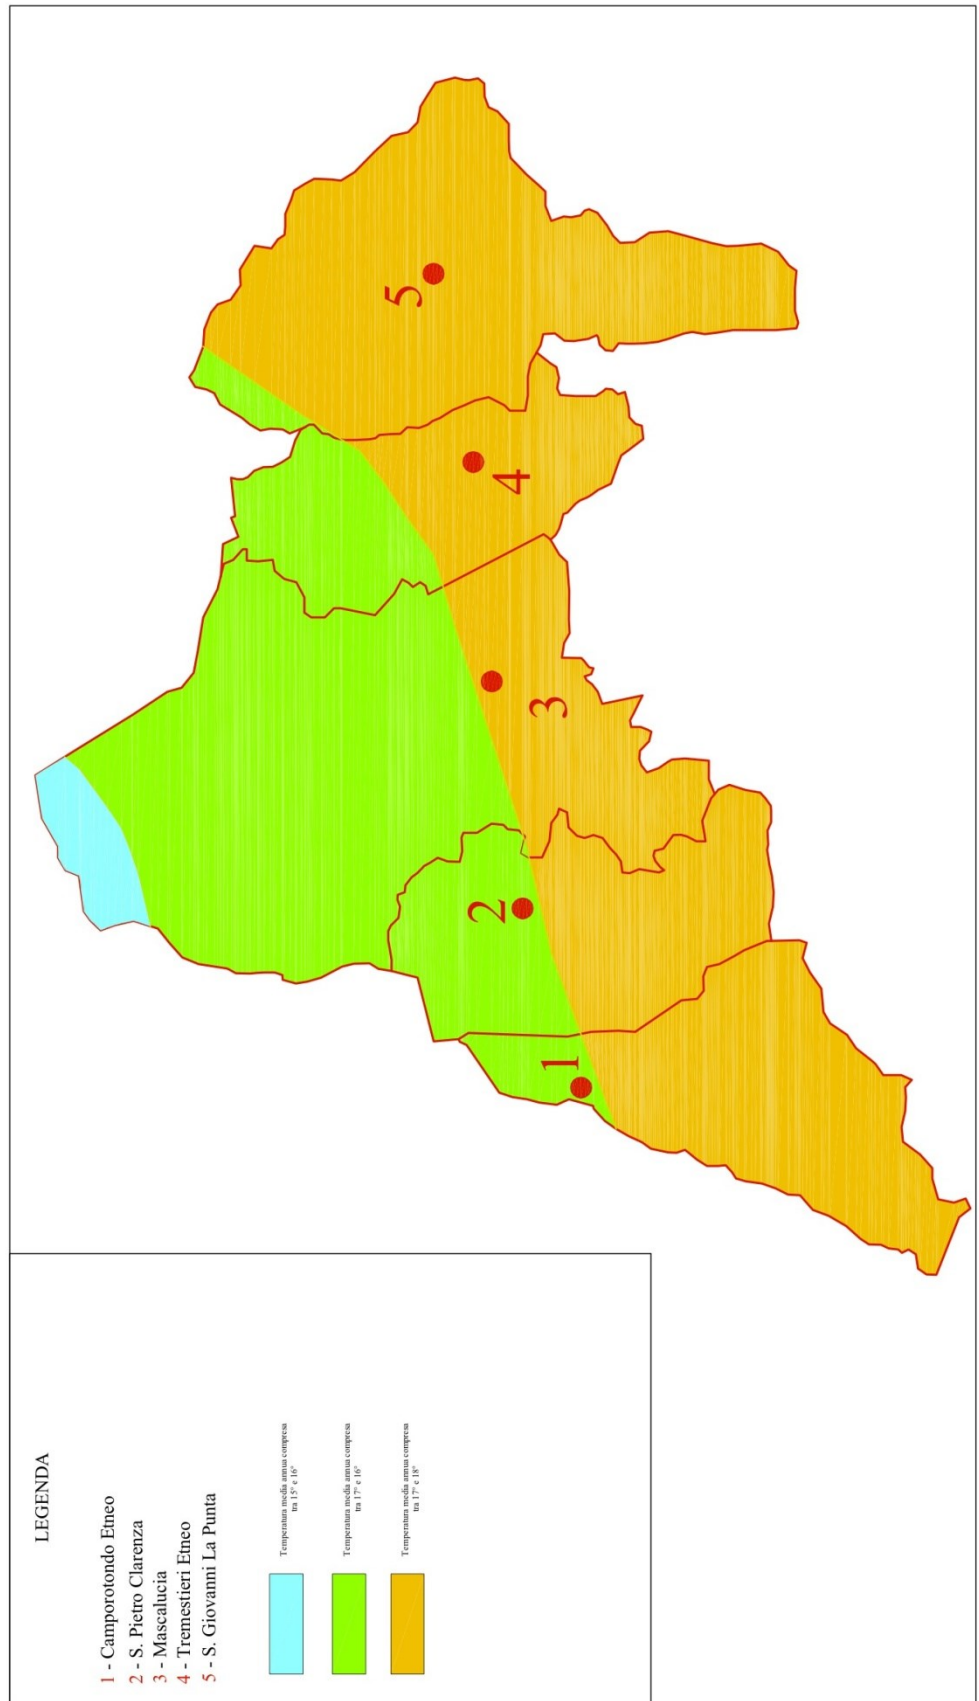 5
4
3
2
1
LEGENDA
1 - Camporotondo Etneo
2 - S. Pietro Clarenza
3 - Mascalucia
4 - Tremestieri Etneo
5 - S. Giovanni La Punta
Temperatura media annua compresa
tra 15° e 16°
Temperatura media annua compresa
tra 17° e 16°
Temperatura media annua compresa
tra 17° e 18°